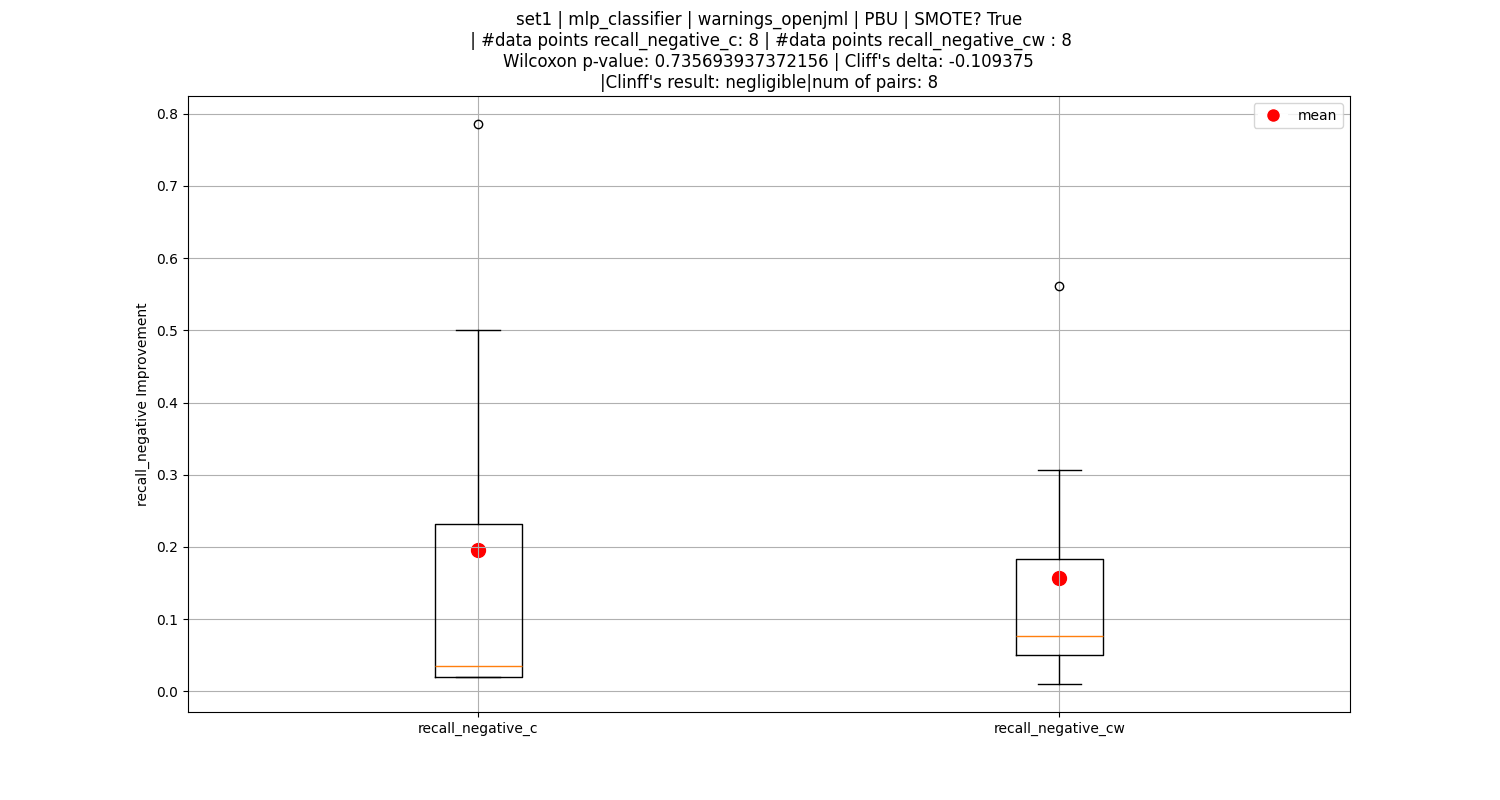 set1 | mlp_classifier | warnings_openjml | PBU | SMOTE? True
| #data points recall_negative_c: 8 | #data points recall_negative_cw : 8
Wilcoxon p-value: 0.735693937372156 | Cliff's delta: -0.109375
|Clinff's result: negligible|num of pairs: 8
mean
0.8
0.7
0.6
0.5
0.4
0.3
0.2
0.1
0.0
recall_negative Improvement
recall_negative_c
recall_negative_cw